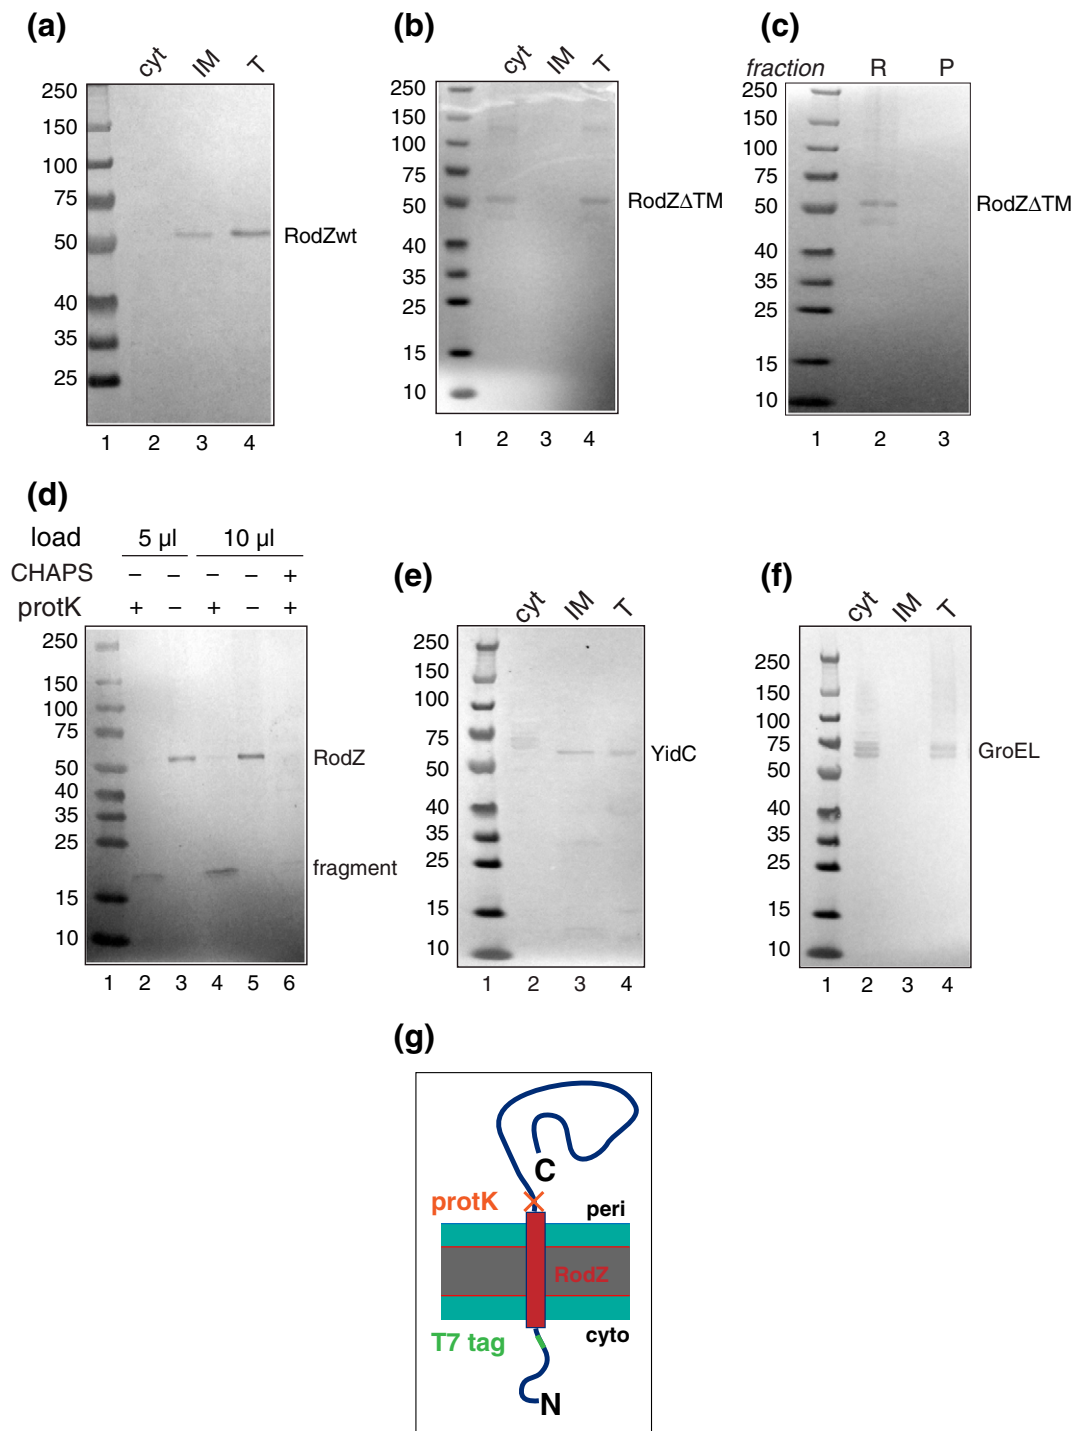 (a)
cyt IM T
250
150
100
75
50
40
35
25
RodZwt
1 2 3 4
(b)
cyt IM T
250
150
100
75
50
40
35
25
15
10
RodZΔTM
1 2 3 4
(c)
fraction R P
250
150
100
75
50
40
35
25
15
10
RodZΔTM
1 2 3
(d)
load 5 µl 10 µl
CHAPS – – – – +
protK + – + – +
250
150
100
75
50
40
35
25
15
10
RodZ
fragment
1 2 3 4 5 6
(e)
cyt IM T
250
150
100
75
50
40
35
25
15
10
YidC
1 2 3 4
(f)
cyt IM T
250
150
100
75
50
40
35
25
15
10
GroEL
1 2 3 4
(g)
C
protK
peri
RodZ
cyto
T7 tag
N